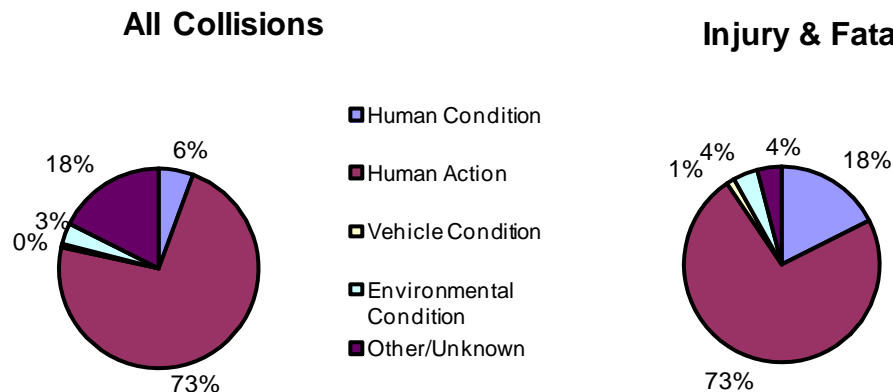 All Collisions
18%
6%
3%
0%
73%
Human Condition
Human Action
Vehicle Condition
Environmental
Condition
Other/Unknown
Injury & Fata
4%
4%
1%
18%
73%